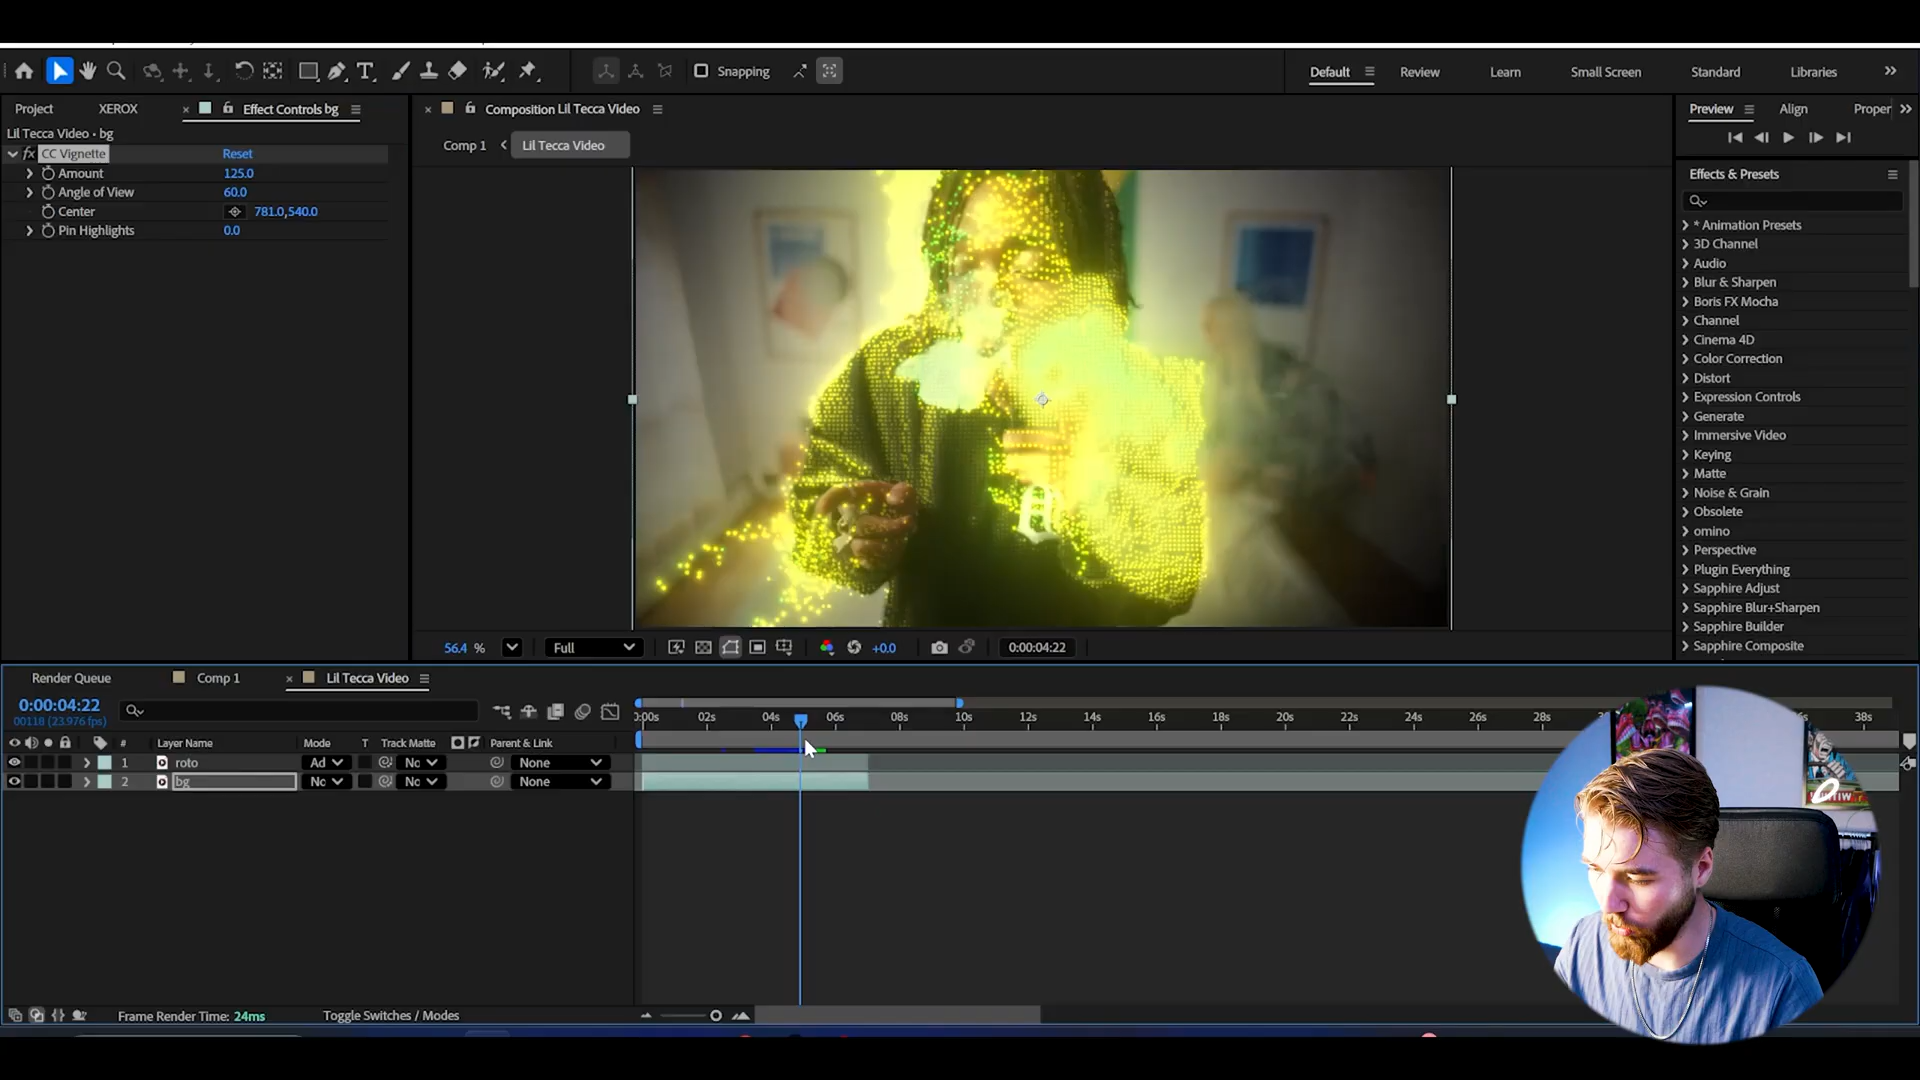 Snapping
Default
Review
Learn
Small Screen
Standard
Libraries
Project
XEROX
Effect Controls bg
Lil Tecca Video • bg
fx CC Vignette Reset
Amount 125.0
Angle of View 60.0
Center 781.0,540.0
Pin Highlights 0.0
Composition Lil Tecca Video
Comp 1
Lil Tecca Video
56.4 %
Full
+0.0
0:00:04:22
Preview
Align
Proper
Effects & Presets
* Animation Presets
3D Channel
Audio
Blur & Sharpen
Boris FX Mocha
Channel
Cinema 4D
Color Correction
Distort
Expression Controls
Generate
Immersive Video
Keying
Matte
Noise & Grain
Obsolete
omino
Perspective
Plugin Everything
Sapphire Adjust
Sapphire Blur+Sharpen
Sapphire Builder
Sapphire Composite
Render Queue
Comp 1
Lil Tecca Video
0:00:04:22
00118 (23.976 fps)
):00s 02s 04s 06s 08s 10s 12s 14s 16s 18s 20s 22s 24s 26s 28s 38s
# Layer Name Mode T Track Matte Parent & Link
1 roto Ad Nc None
2 bg Nc Nc None
Frame Render Time: 24ms
Toggle Switches / Modes